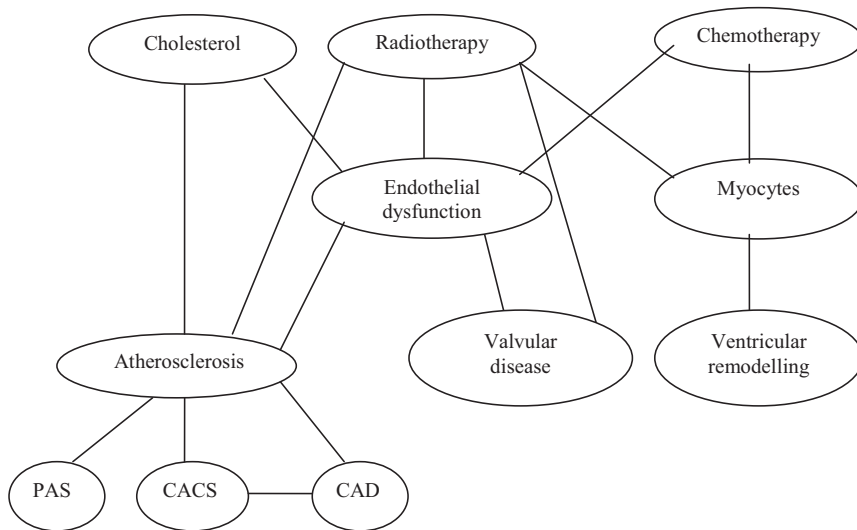 Cholesterol
Radiotherapy
Chemotherapy
Endothelial
dysfunction
Myocytes
Atherosclerosis
Valvular
disease
Ventricular
remodelling
PAS
CACS
CAD